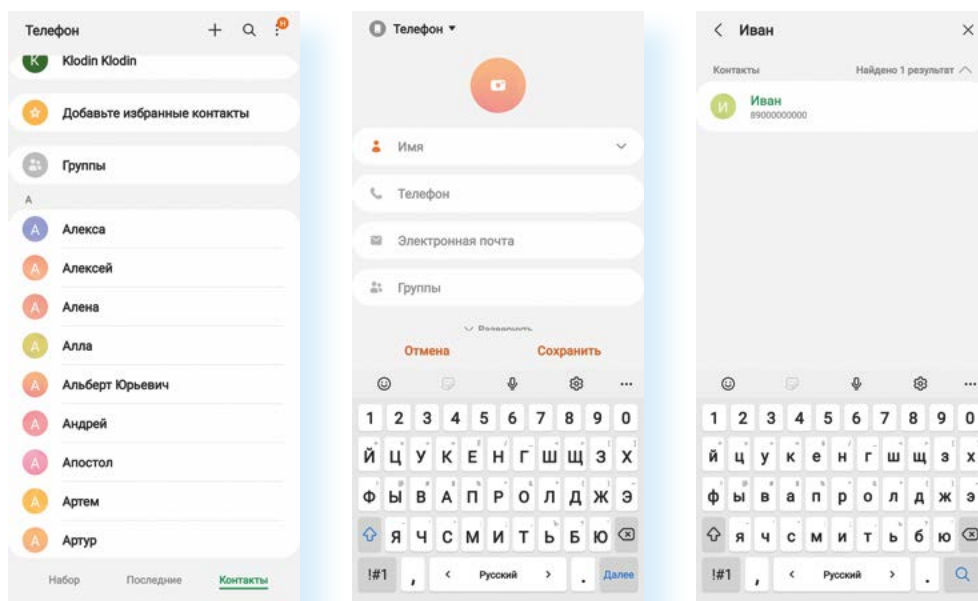 Телефон
Н
K
Klodin Klodin
Добавьте избранные контакты
Группы
А
А Алекса
А Алексей
А Алена
А Алла
А Альберт Юрьевич
А Андрей
А Апостол
А Артем
А Артур
Набор Последние Контакты
Телефон
Имя
Телефон
Электронная почта
Группы
Развернуть
Отмена Сохранить
1 2 3 4 5 6 7 8 9 0
Й Ц У К Е Н Г Ш Щ З Х
Ф Ы В А П Р О Л Д Ж Э
Я Ч С М И Т Ь Б Ю
!#1 , < Русский > . Далее
Иван
Контакты Найдено 1 результат
И Иван
89000000000
1 2 3 4 5 6 7 8 9 0
й ц у к е н г ш щ з х
ф ы в а п р о л д ж э
я ч с м и т ь б ю
!#1 , < Русский > .